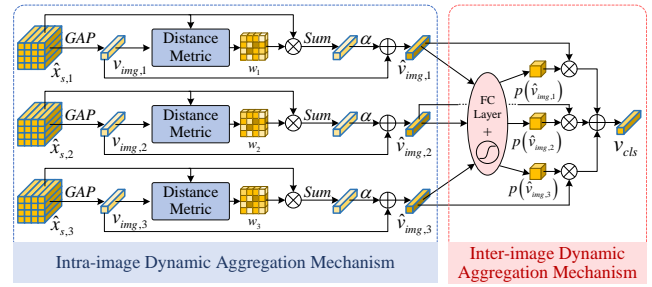 GAP
Distance Metric
Sum α
x̂s,1
vimg,1
w1
v̂img,1
GAP
Distance Metric
Sum α
x̂s,2
vimg,2
w2
v̂img,2
GAP
Distance Metric
Sum α
x̂s,3
vimg,3
w3
v̂img,3
FC
Layer
+
p(v̂img,1)
p(v̂img,2)
p(v̂img,3)
vcls
Intra-image Dynamic Aggregation Mechanism
Inter-image Dynamic
Aggregation Mechanism